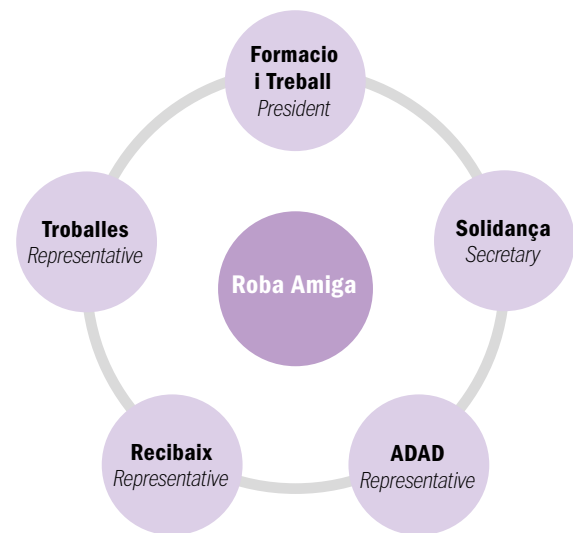 Formacio
i Treball
President
Troballes
Representative
Solidança
Secretary
Roba Amiga
Recibaix
Representative
ADAD
Representative